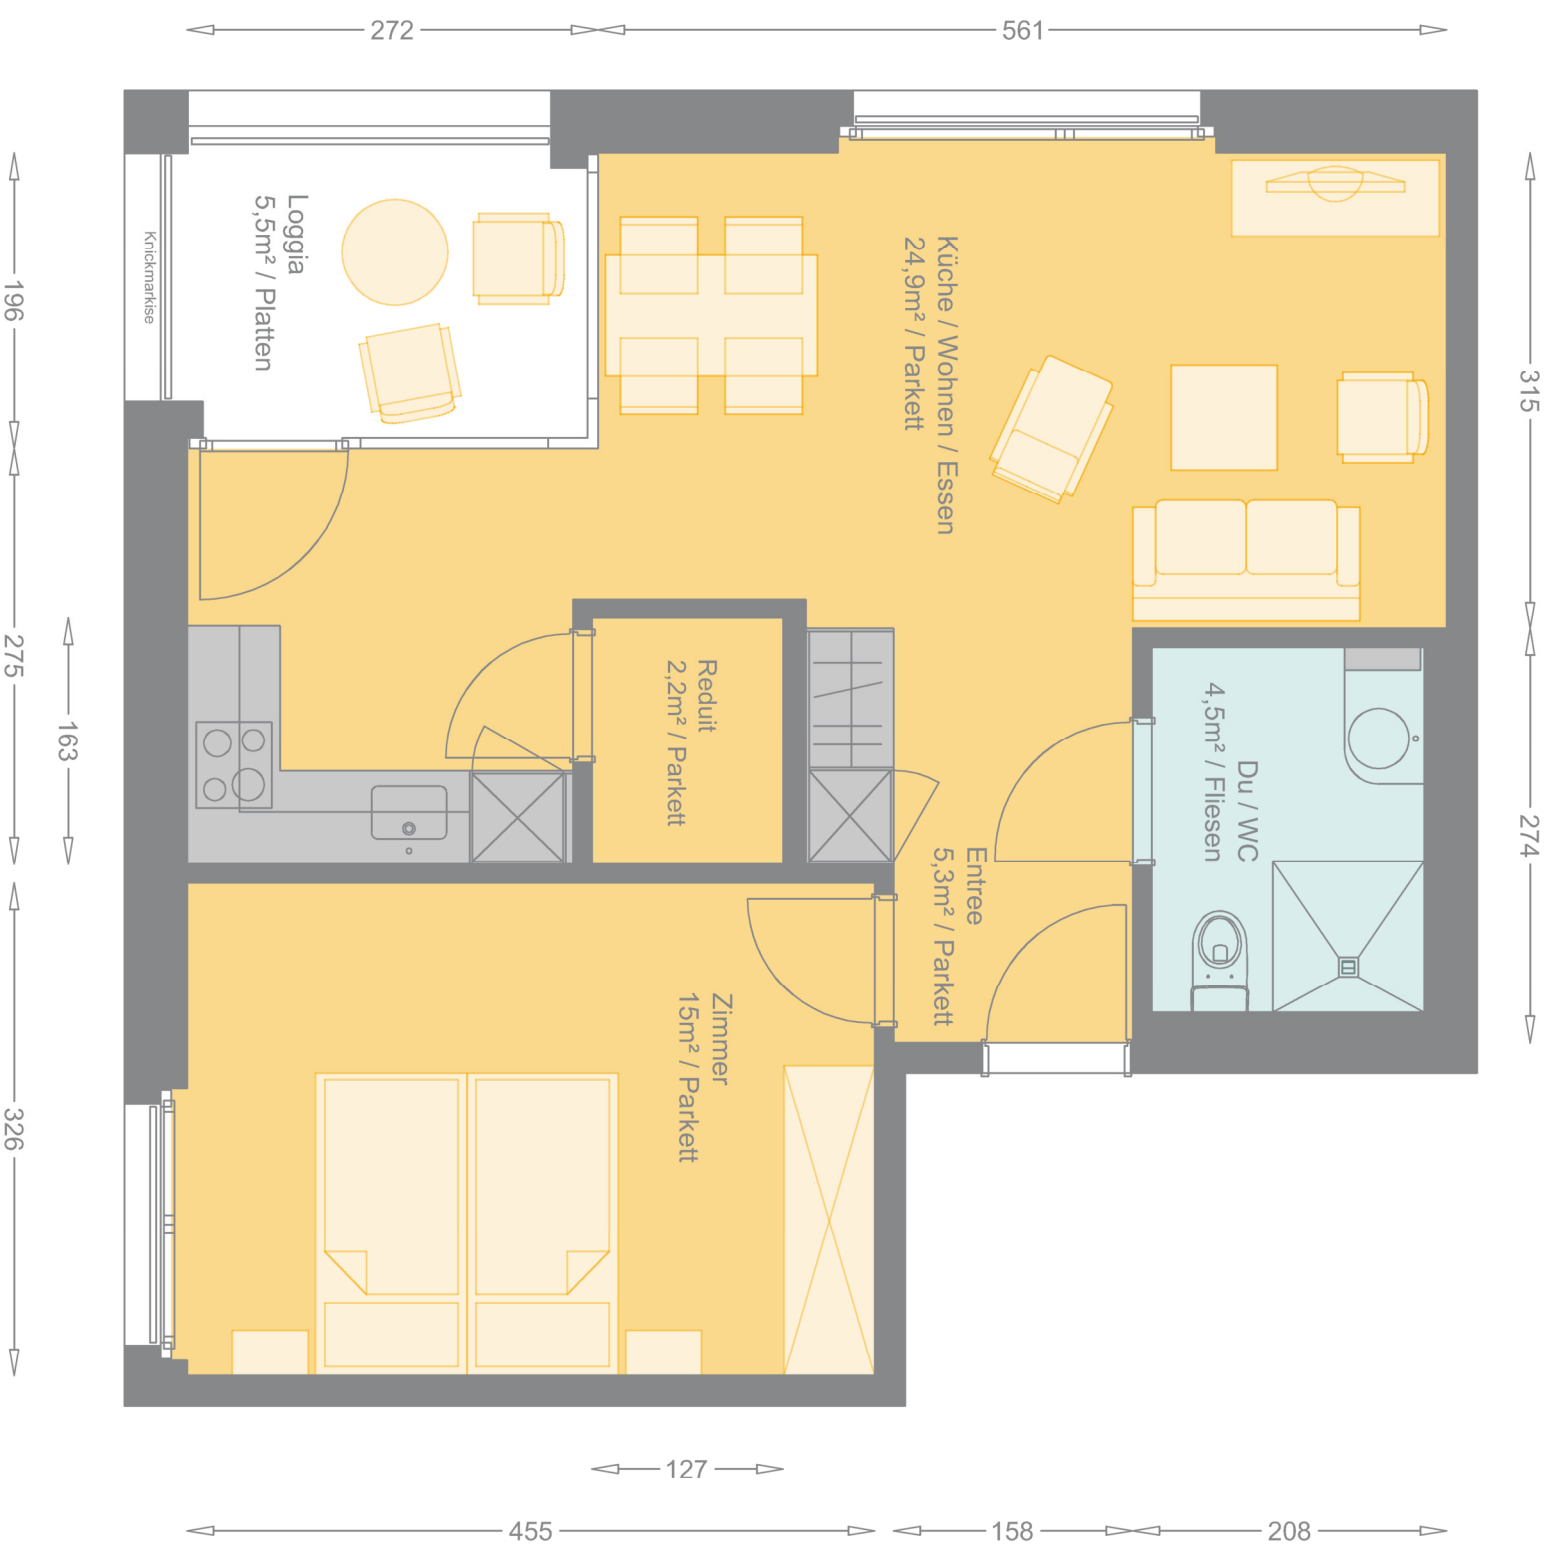 272
561
Loggia
5,5m² / Platten
Knickmarkise
Küche / Wohnen / Essen
24,9m² / Parkett
196
315
275
163
Reduit
2,2m² / Parkett
Du / WC
4,5m² / Fliesen
274
Entree
5,3m² / Parkett
Zimmer
15m² / Parkett
326
127
455
158
208